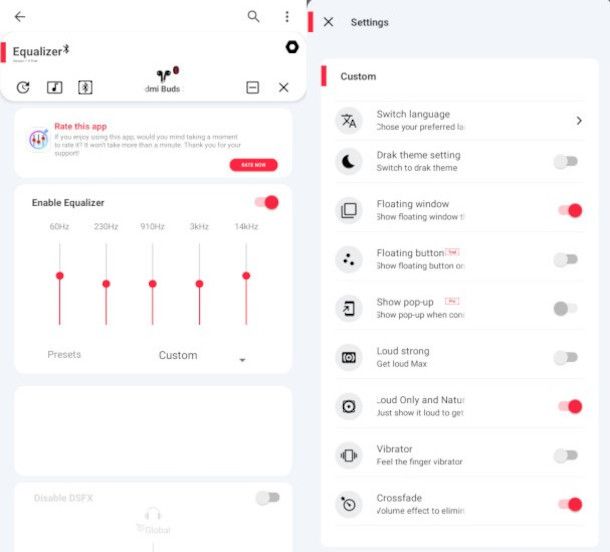 Equalizer
dmi Buds
Rate this app
If you enjoy using this app, would you mind taking a moment
to rate it? It won't take more than a minute. Thank you for your
support!
RATE NOW
Enable Equalizer
60Hz 230Hz 910Hz 3kHz 14kHz
Presets Custom
Disable DSFX
Global
Settings
Custom
Switch language
Chose your preferred la
Drak theme setting
Switch to drak theme
Floating window
Show floating window t
Floating button
Show floating button on
Show pop-up Pro
Show pop-up when con
Loud strong
Get loud Max
Loud Only and Natur
Just show it loud to get
Vibrator
Feel the finger vibrator
Crossfade
Volume effect to elimin